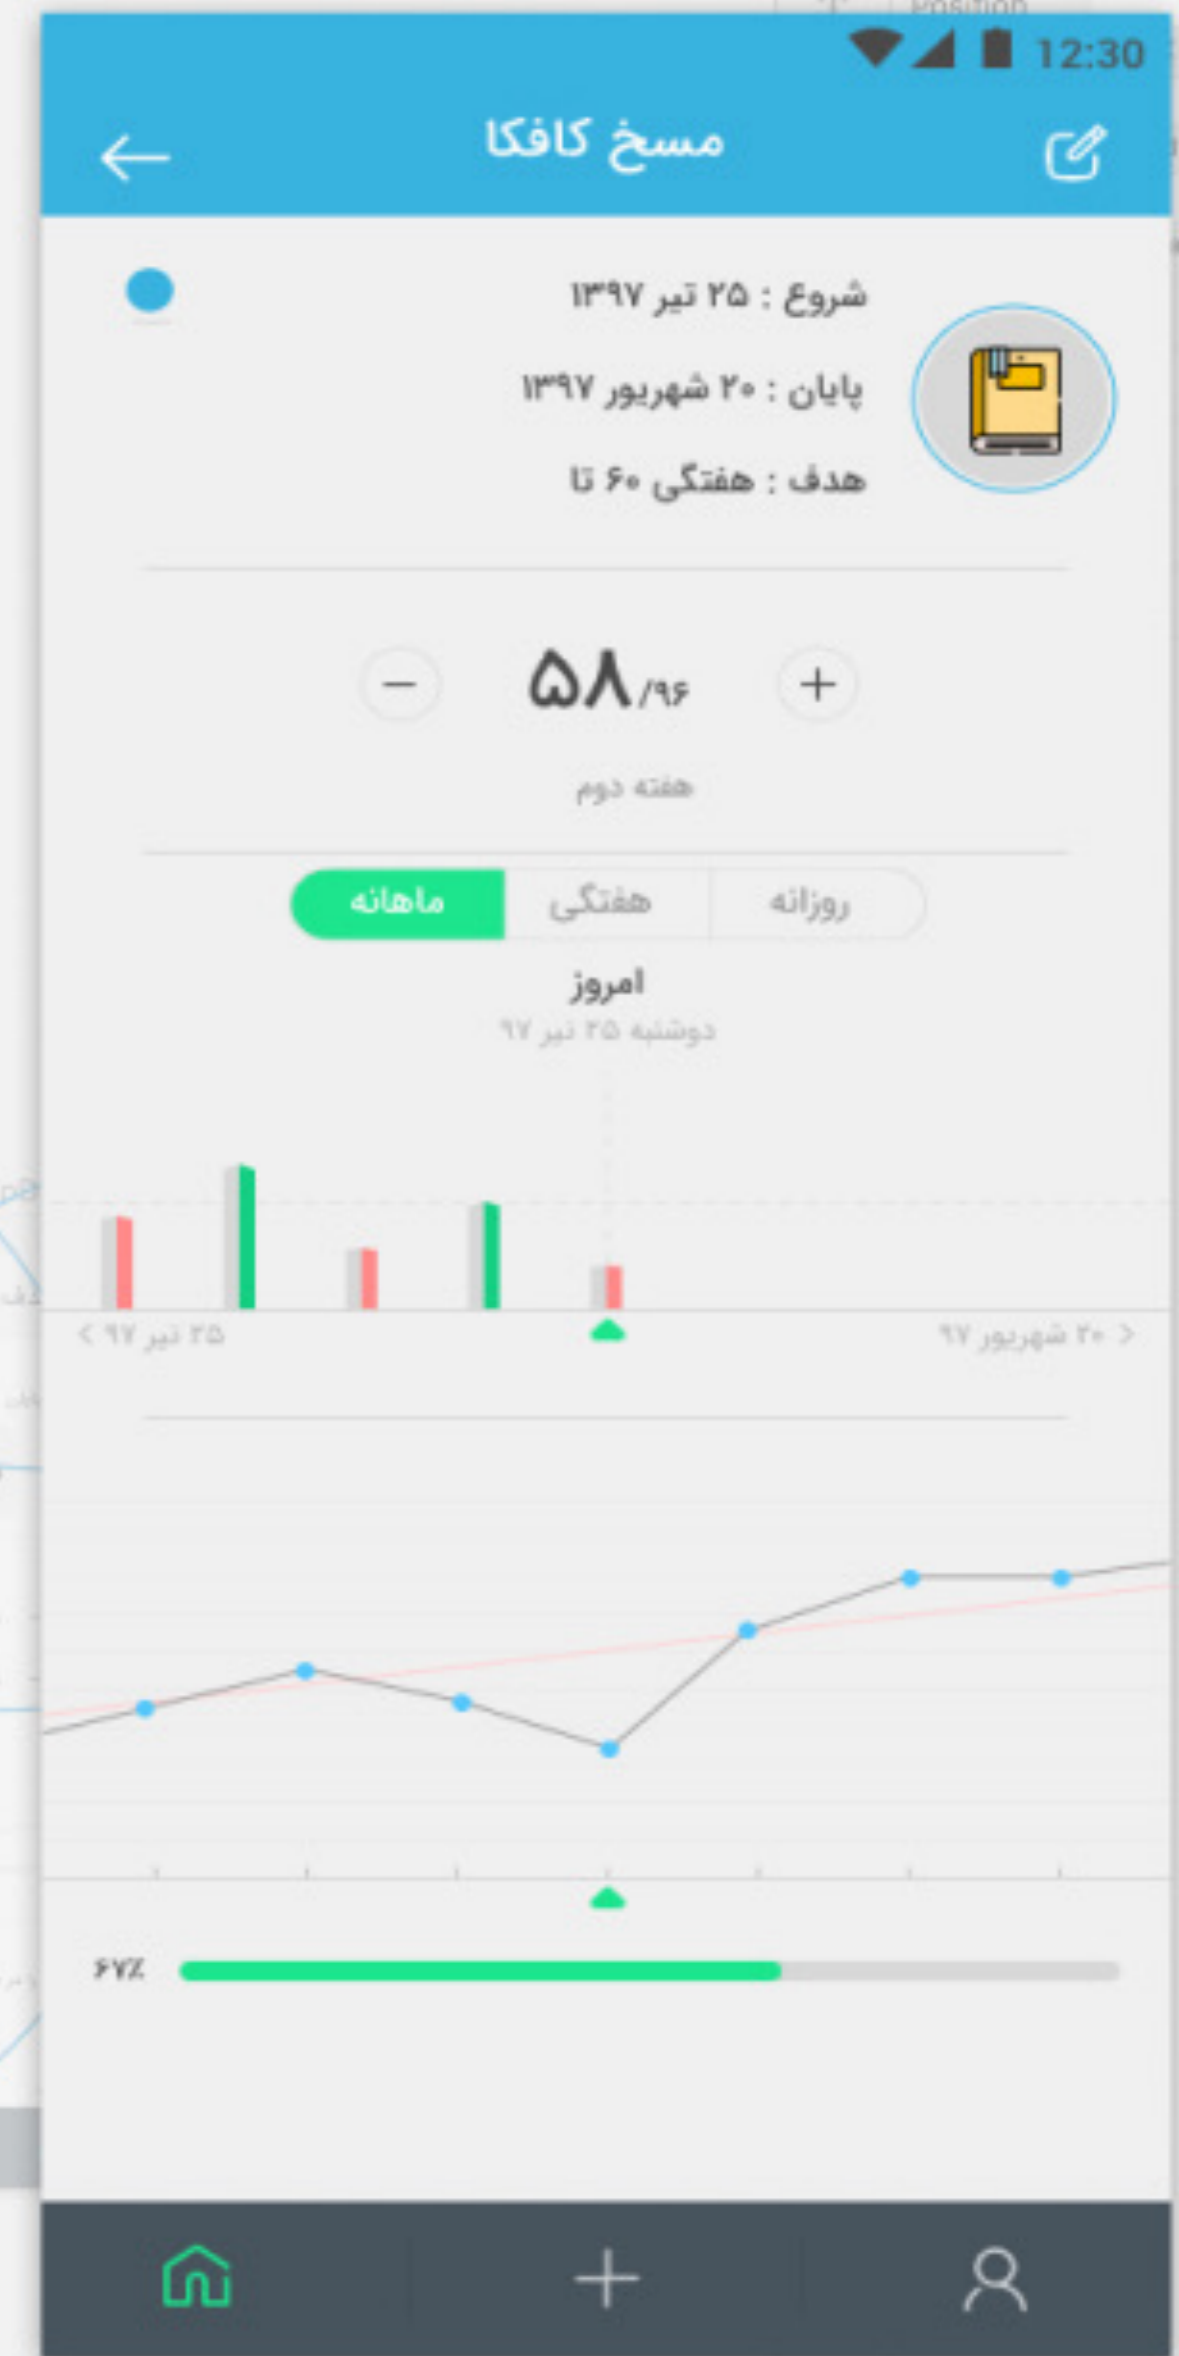 Position
12:30
مسخ کافکا
شروع : ۲۵ تیر ۱۳۹۷
پایان : ۲۰ شهریور ۱۳۹۷
هدف : هفتگی ۶۰ تا
۵۸/۹۶
هفته دوم
روزانه هفتگی ماهانه
امروز
دوشنبه ۲۵ تیر ۹۷
< ۲۰ شهریور ۹۷
۲۵ تیر ۹۷ >
۶۷٪